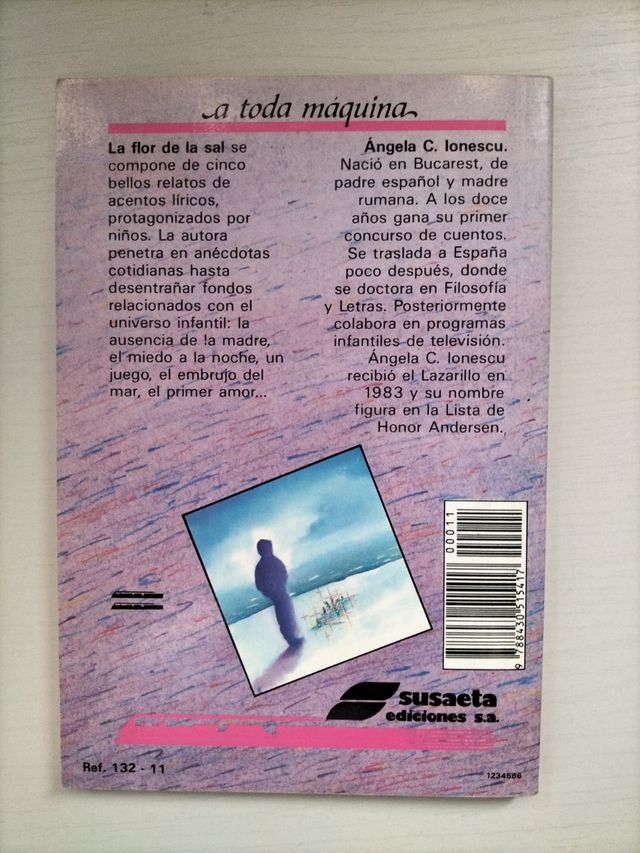 a toda máquina
La flor de la sal se
compone de cinco
bellos relatos de
acentos líricos,
protagonizados por
niños. La autora
penetra en anécdotas
cotidianas hasta
desentrañar fondos
relacionados con el
universo infantil: la
ausencia de la madre,
el miedo a la noche, un
juego, el embrujo del
mar, el primer amor...
Ángela C. Ionescu.
Nació en Bucarest, de
padre español y madre
rumana. A los doce
años gana su primer
concurso de cuentos.
Se traslada a España
poco después, donde
se doctora en Filosofía
y Letras. Posteriormente
colabora en programas
infantiles de televisión.
Ángela C. Ionescu
recibió el Lazarillo en
1983 y su nombre
figura en la Lista de
Honor Andersen.
00011
9 788430 515417
susaeta
ediciones s.a.
Ref. 132 - 11